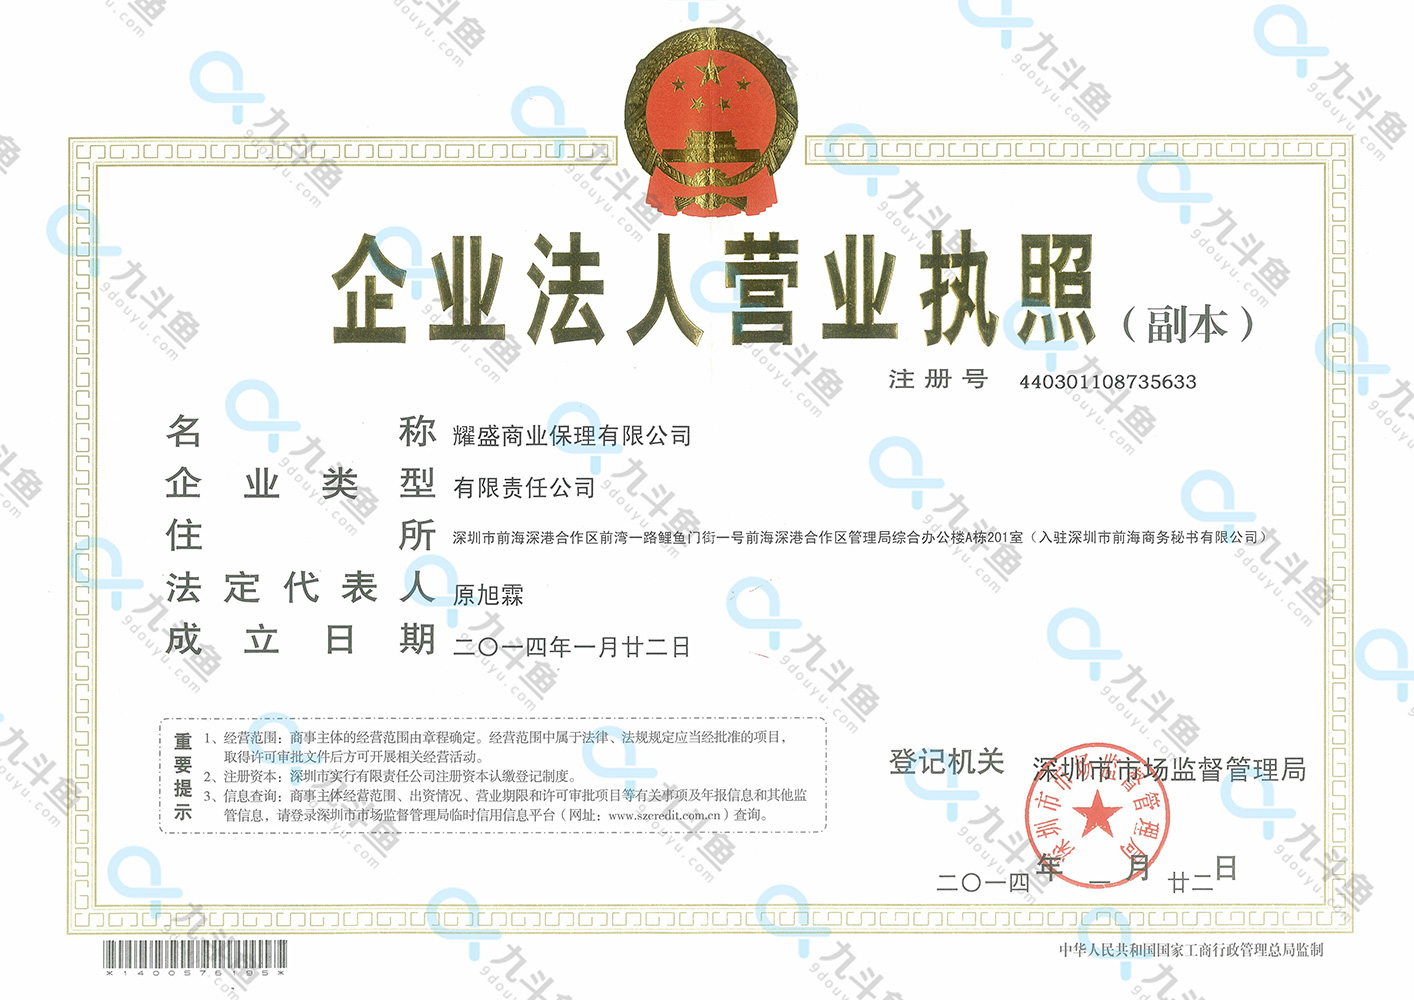 企业法人营业执照（副本）
注册号 440301108735633
名称 耀盛商业保理有限公司
企业类型 有限责任公司
住所 深圳市前海深港合作区前湾一路鲤鱼门街一号前海深港合作区管理局综合办公楼A栋201室（入驻深圳市前海商务秘书有限公司）
法定代表人 原旭霖
成立日期 二〇一四年一月廿二日
重要提示
1、经营范围：商事主体的经营范围由章程确定。经营范围中属于法律、法规规定应当经批准的项目，
取得许可审批文件后方可开展相关经营活动。
2、注册资本：深圳市实行有限责任公司注册资本认缴登记制度。
3、信息查询：商事主体经营范围、出资情况、营业期限和许可审批项目等有关事项及年报信息和其他监
管信息，请登录深圳市市场监督管理局临时信用信息平台（网址：www.szcredit.com.cn）查询。
登记机关 深圳市市场监督管理局
深圳市市场监督管理局
二〇一四年一月廿二日
*1400576195*
中华人民共和国国家工商行政管理总局监制
九斗鱼
9douyu.com